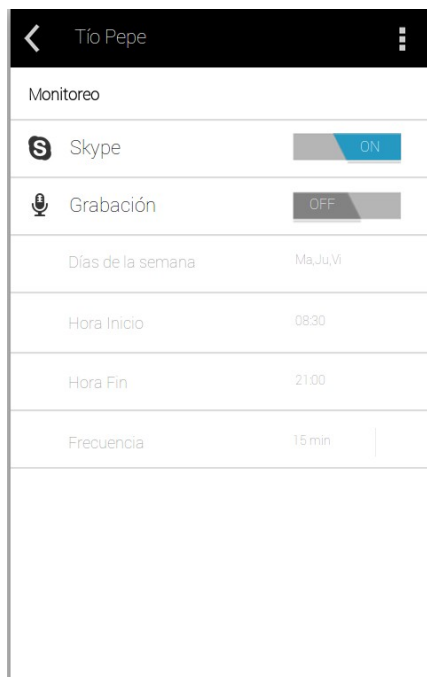 Tío Pepe
Monitoreo
Skype ON
Grabación OFF
Días de la semana Ma,Ju,Vi
Hora Inicio 08:30
Hora Fin 21:00
Frecuencia 15 min